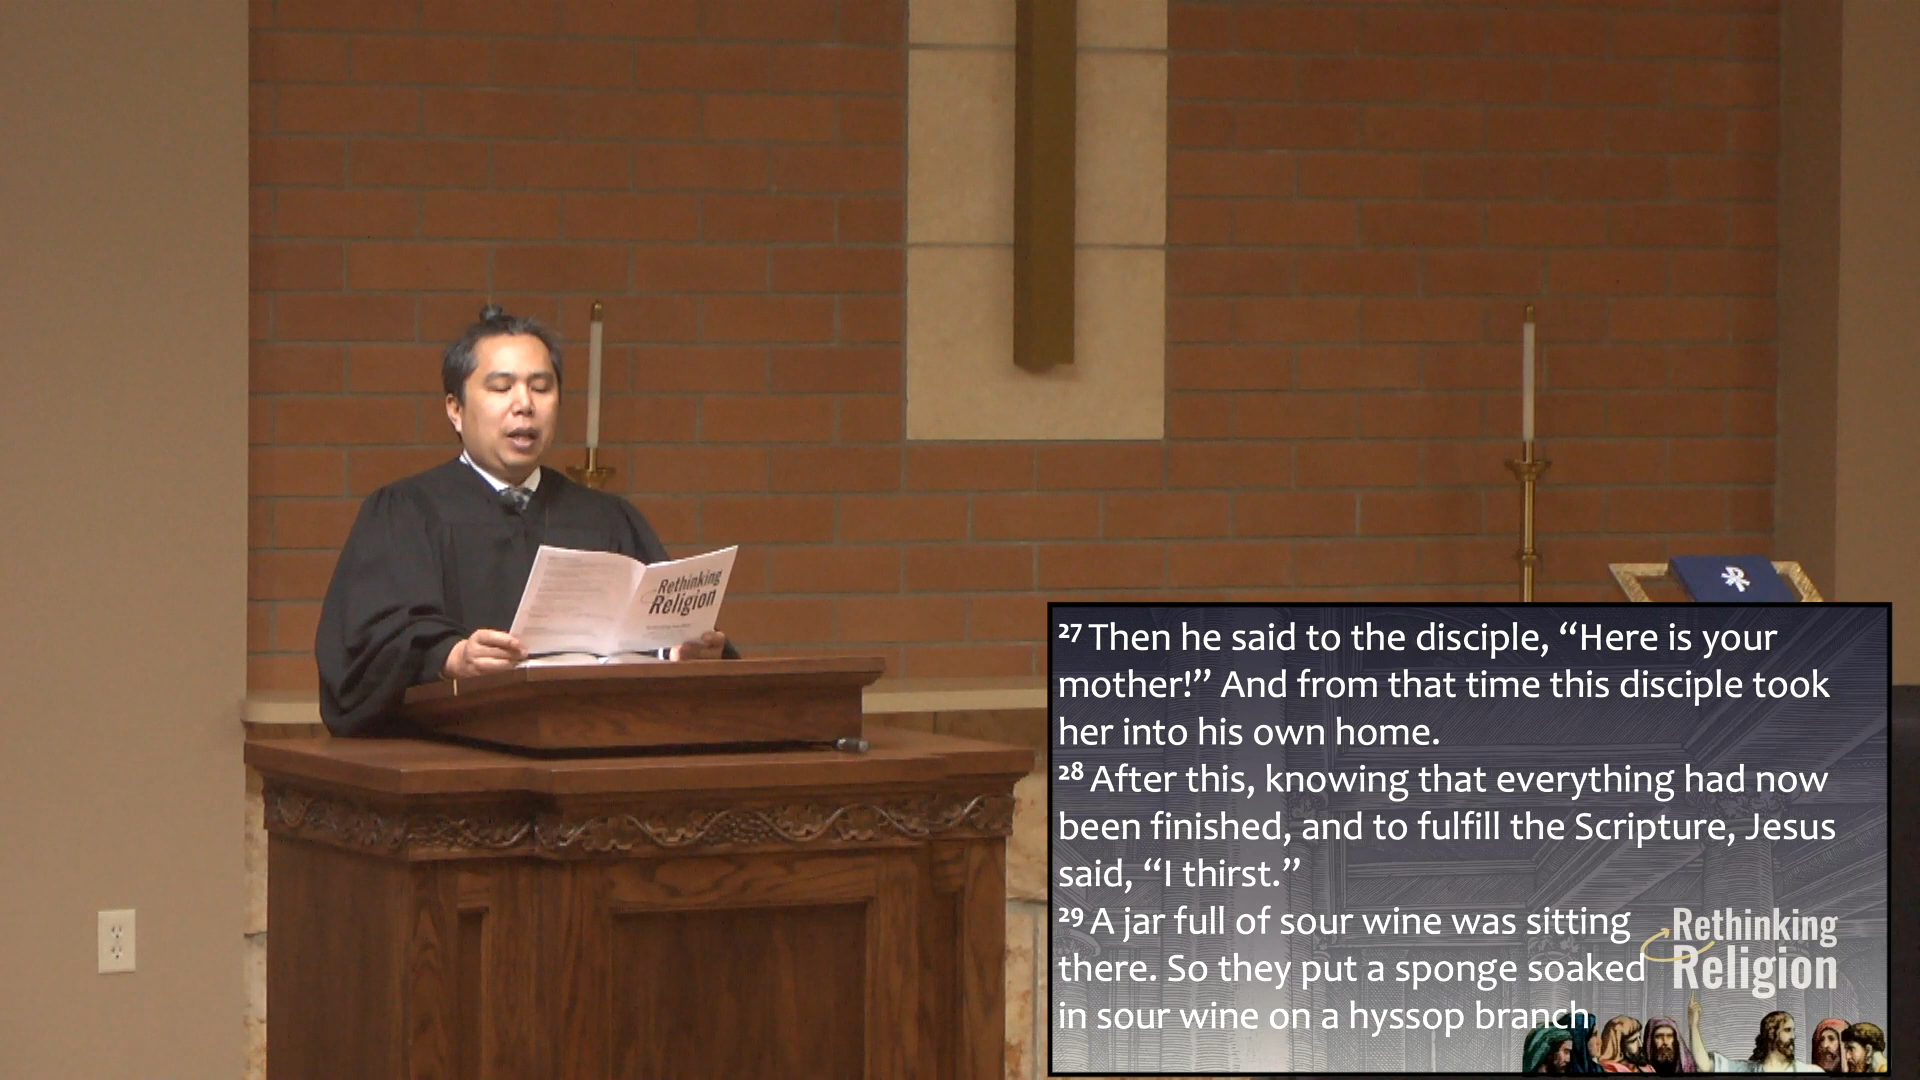 Rethinking
Religion
27 Then he said to the disciple, “Here is your
mother!” And from that time this disciple took
her into his own home.
28 After this, knowing that everything had now
been finished, and to fulfill the Scripture, Jesus
said, “I thirst.”
29 A jar full of sour wine was sitting
there. So they put a sponge soaked
in sour wine on a hyssop branch
Rethinking
Religion